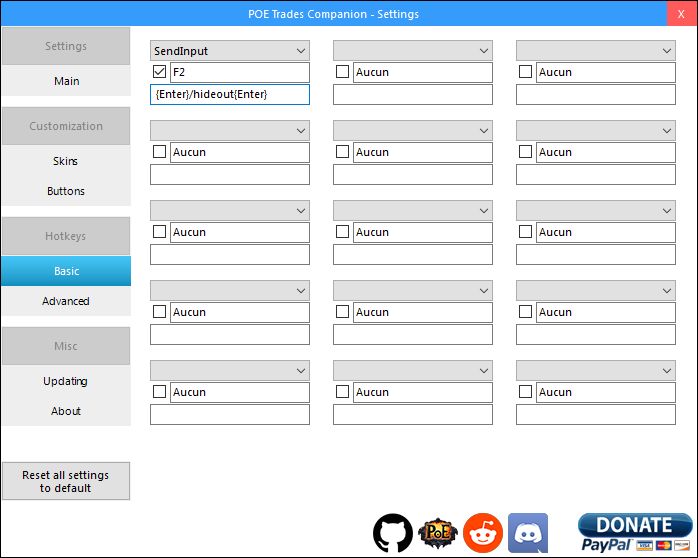 POE Trades Companion - Settings
X
Settings
Main
Customization
Skins
Buttons
Hotkeys
Basic
Advanced
Misc
Updating
About
Reset all settings
to default
SendInput
F2
Aucun
Aucun
{Enter}/hideout{Enter}
Aucun
Aucun
Aucun
Aucun
Aucun
Aucun
Aucun
Aucun
Aucun
Aucun
Aucun
Aucun
PoE
DONATE
PayPal